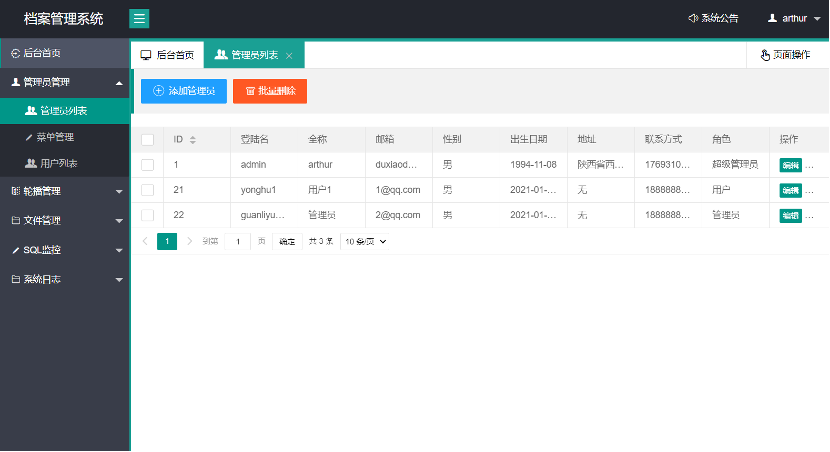 档案管理系统
系统公告
arthur
后台首页
管理员管理
管理员列表
菜单管理
用户列表
轮播管理
文件管理
SQL监控
系统日志
后台首页
管理员列表
页面操作
添加管理员
批量删除
ID 登陆名 全称 邮箱 性别 出生日期 地址 联系方式 角色 操作
1 admin arthur duxiaod… 男 1994-11-08 陕西省西… 1769310… 超级管理员 编辑 …
21 yonghu1 用户1 1@qq.com 男 2021-01-… 无 1888888… 用户 编辑 …
22 guanliyu… 管理员 2@qq.com 男 2021-01-… 无 1888888… 管理员 编辑 …
1 到第 1 页 确定 共 3 条 10 条/页